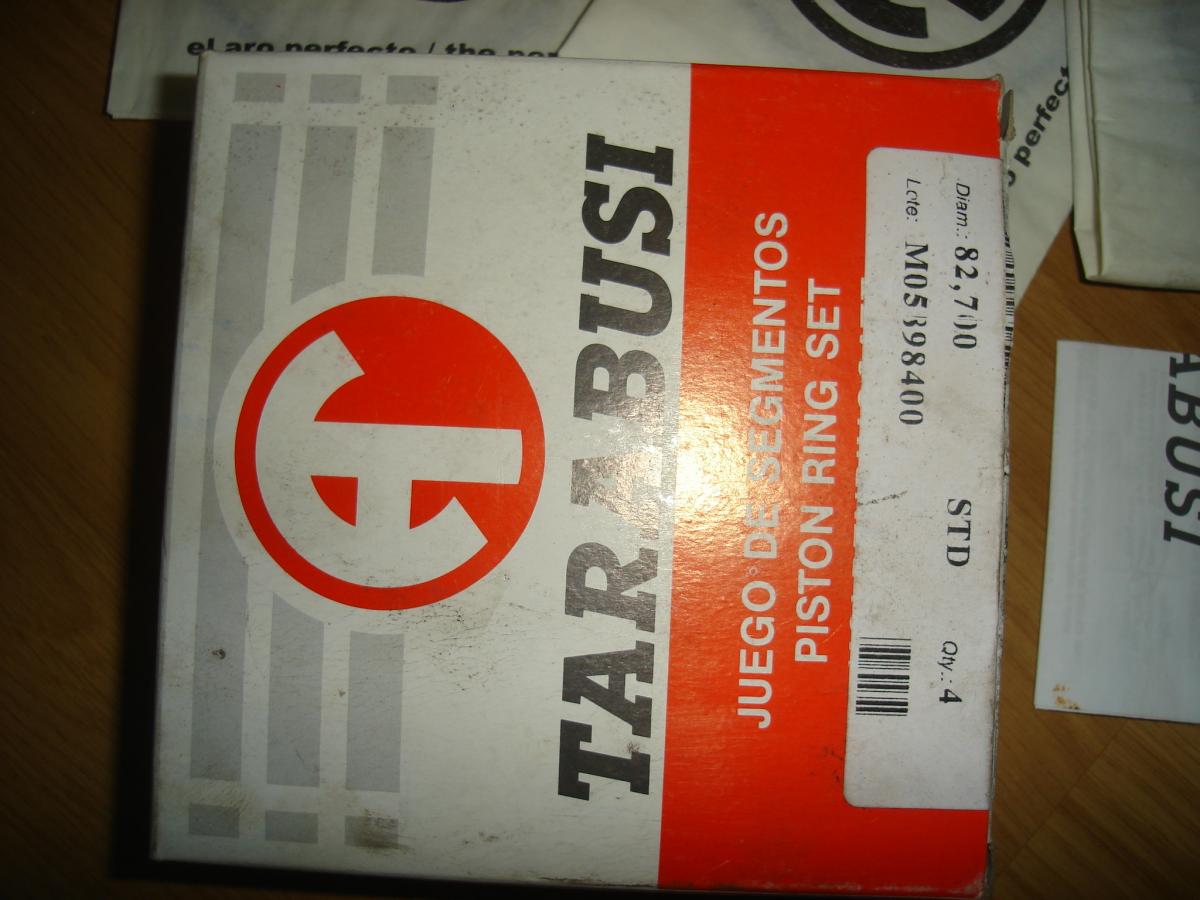 el aro perfecto / the per
perfect
TARABUSI
JUEGO DE SEGMENTOS
PISTON RING SET
Diam.: 82,700 STD Qty.: 4
Lote:
ABUSI